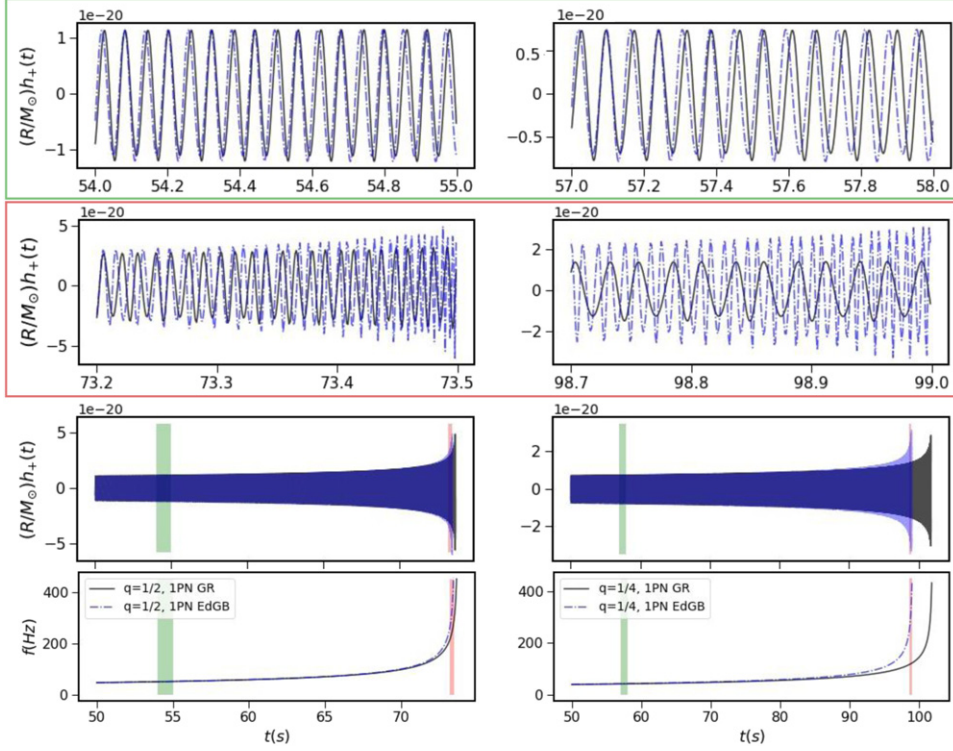 1e−20 1e−20
(R/M⊙)h₊(t)
1 0 −1
0.5 0.0 −0.5
54.0 54.2 54.4 54.6 54.8 55.0 57.0 57.2 57.4 57.6 57.8 58.0
1e−20 1e−20
(R/M⊙)h₊(t)
5 0 −5
2 0 −2
73.2 73.3 73.4 73.5 98.7 98.8 98.9 99.0
1e−20 1e−20
(R/M⊙)h₊(t)
5 0 −5
2 0 −2
q=1/2, 1PN GR
q=1/2, 1PN EdGB
q=1/4, 1PN GR
q=1/4, 1PN EdGB
f(Hz)
400 200 0
400 200 0
50 55 60 65 70 50 60 70 80 90 100
t(s) t(s)